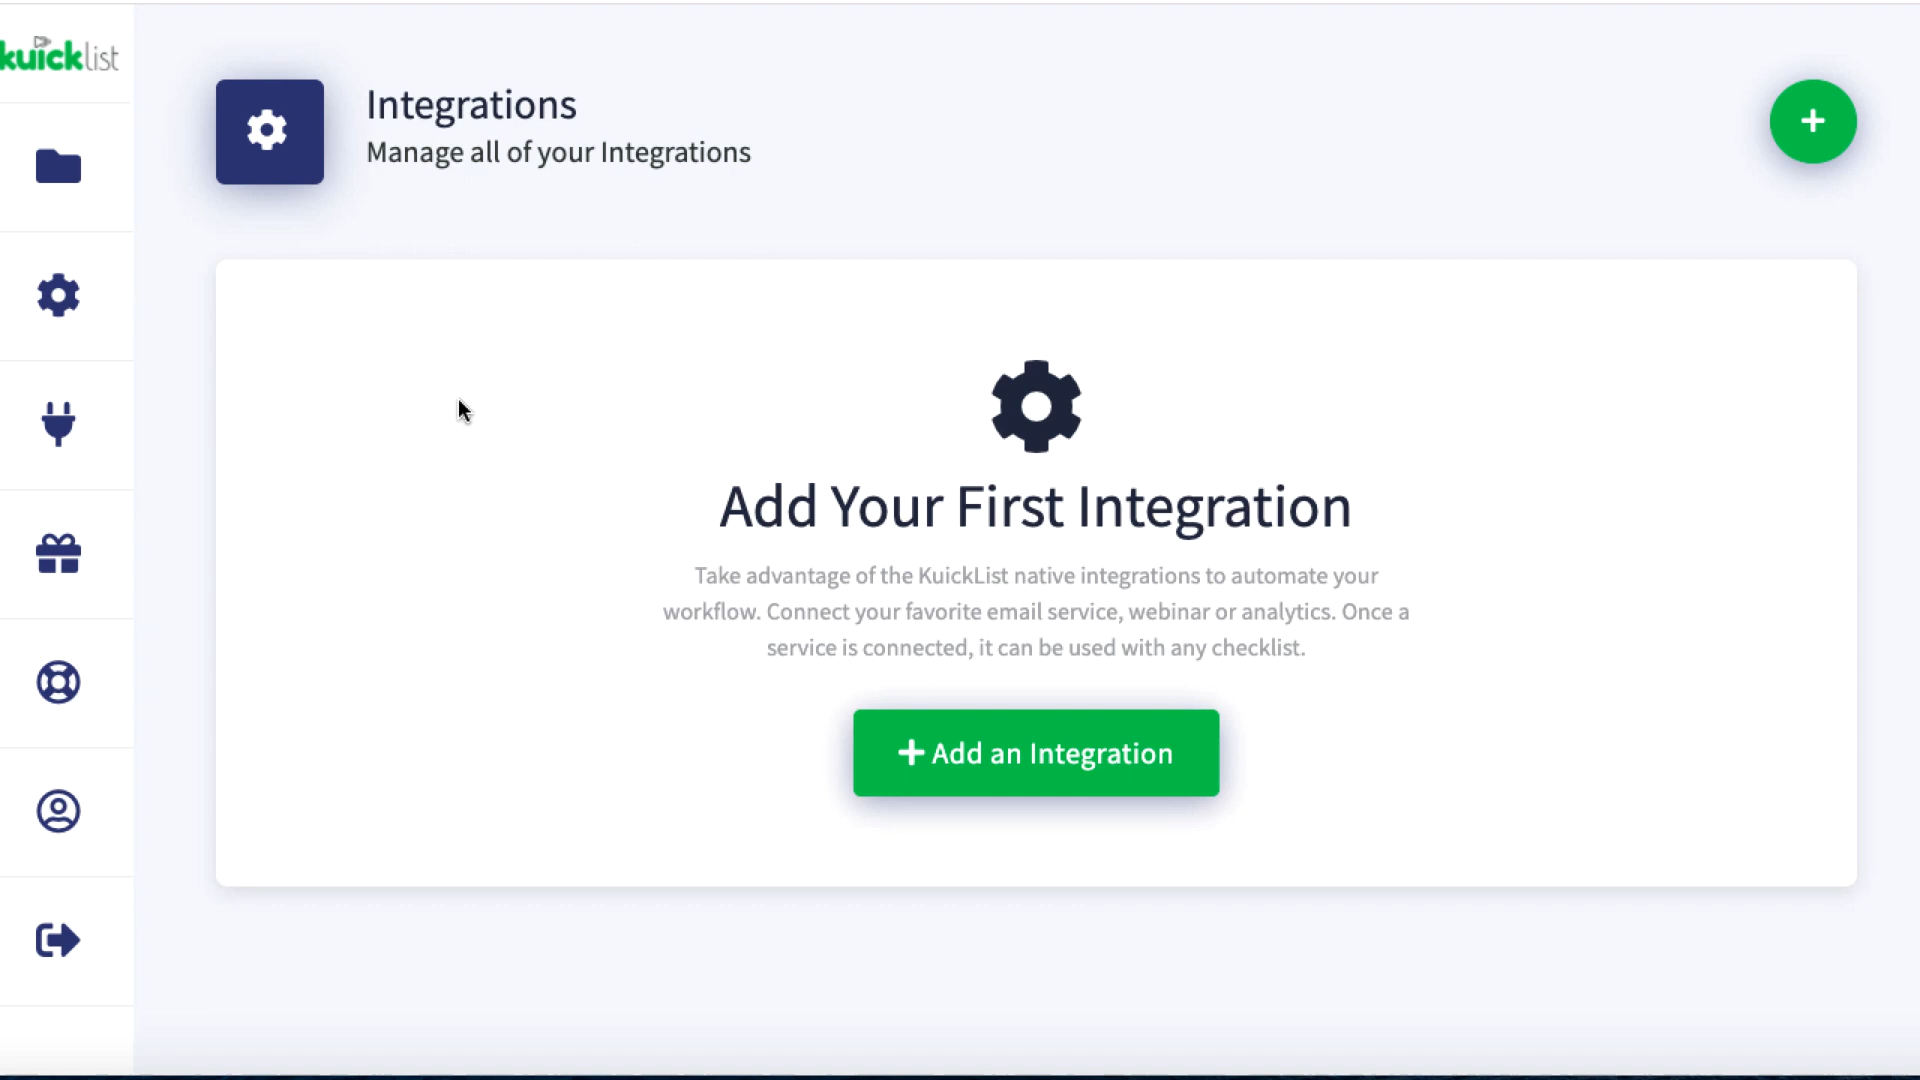 kuicklist
Integrations
Manage all of your Integrations
Add Your First Integration
Take advantage of the KuickList native integrations to automate your
workflow. Connect your favorite email service, webinar or analytics. Once a
service is connected, it can be used with any checklist.
Add an Integration